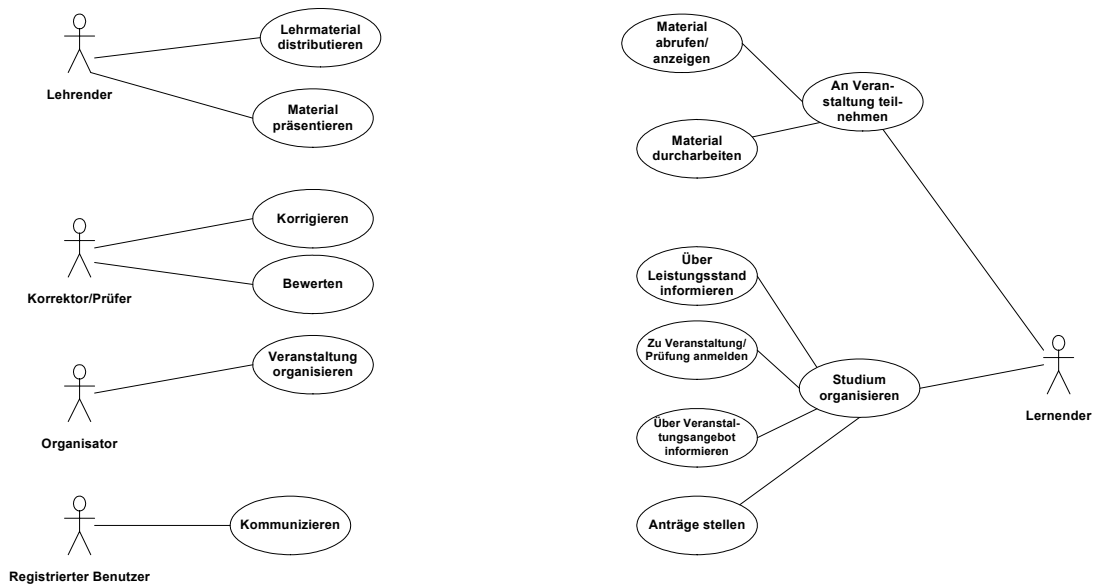 Lehrmaterial
distributieren
Lehrender
Material
präsentieren
Korrigieren
Bewerten
Korrektor/Prüfer
Veranstaltung
organisieren
Organisator
Kommunizieren
Registrierter Benutzer
Material
abrufen/
anzeigen
An Veran-
staltung teil-
nehmen
Material
durcharbeiten
Über
Leistungsstand
informieren
Zu Veranstaltung/
Prüfung anmelden
Studium
organisieren
Lernender
Über Veranstal-
tungsangebot
informieren
Anträge stellen